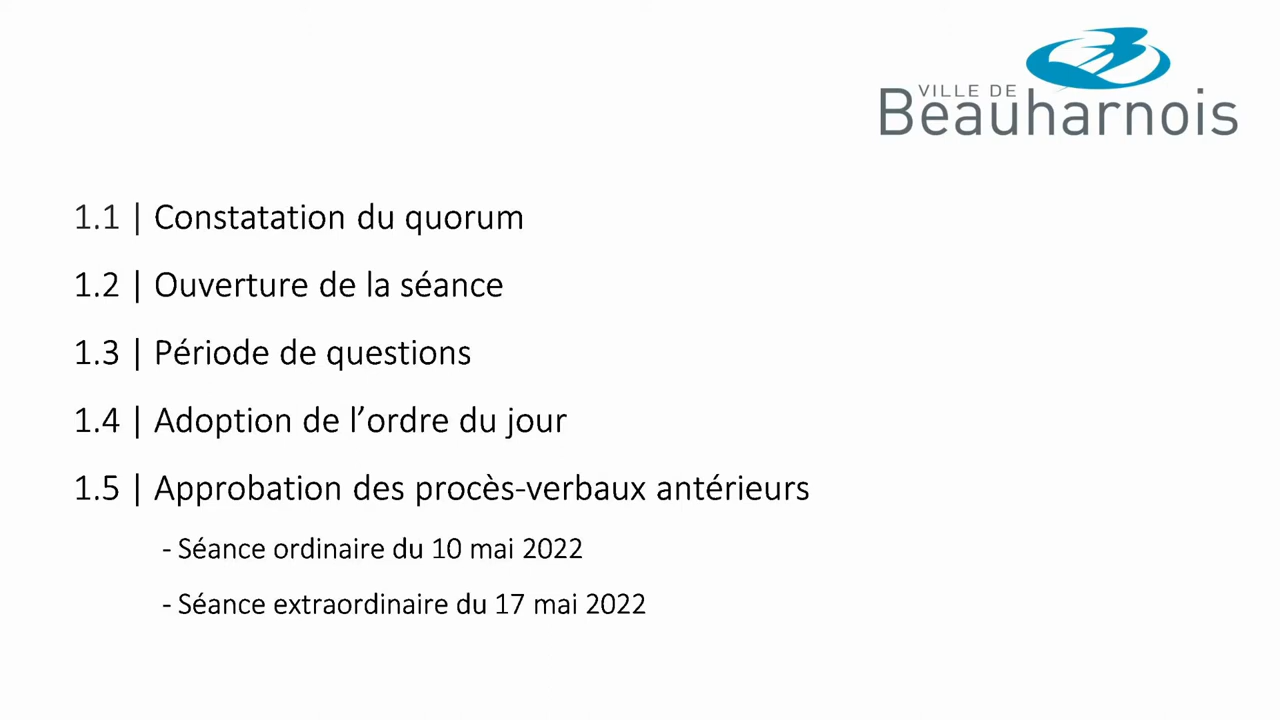 VILLE DE
Beauharnois
1.1 | Constatation du quorum
1.2 | Ouverture de la séance
1.3 | Période de questions
1.4 | Adoption de l’ordre du jour
1.5 | Approbation des procès-verbaux antérieurs
- Séance ordinaire du 10 mai 2022
- Séance extraordinaire du 17 mai 2022